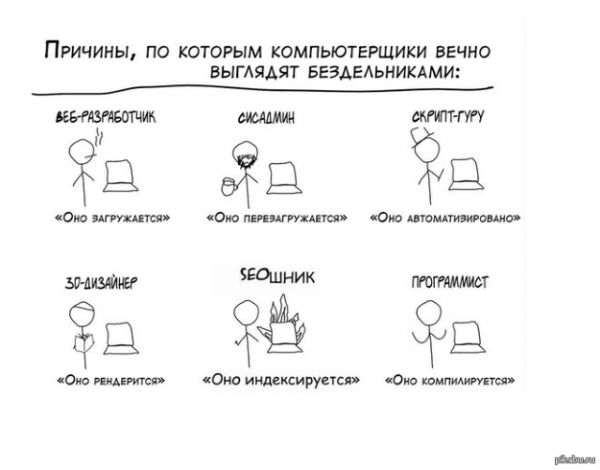 Причины, по которым компьютерщики вечно
выглядят бездельниками:
Веб-разработчик
Сисадмин
Скрипт-гуру
«Оно загружается»
«Оно перезагружается»
«Оно автоматизировано»
3D-дизайнер
SEOшник
Программист
«Оно рендерится»
«Оно индексируется»
«Оно компилируется»
pikabu.ru